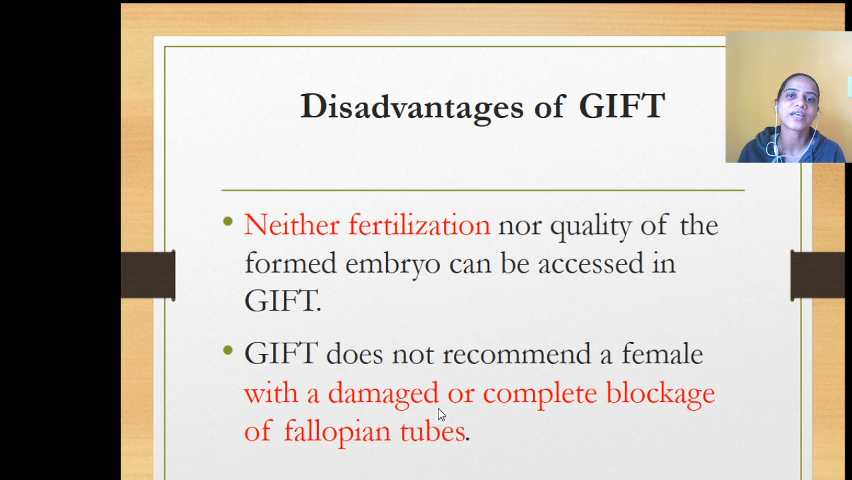 Disadvantages of GIFT
• Neither fertilization nor quality of the
formed embryo can be accessed in
GIFT.
• GIFT does not recommend a female
with a damaged or complete blockage
of fallopian tubes.